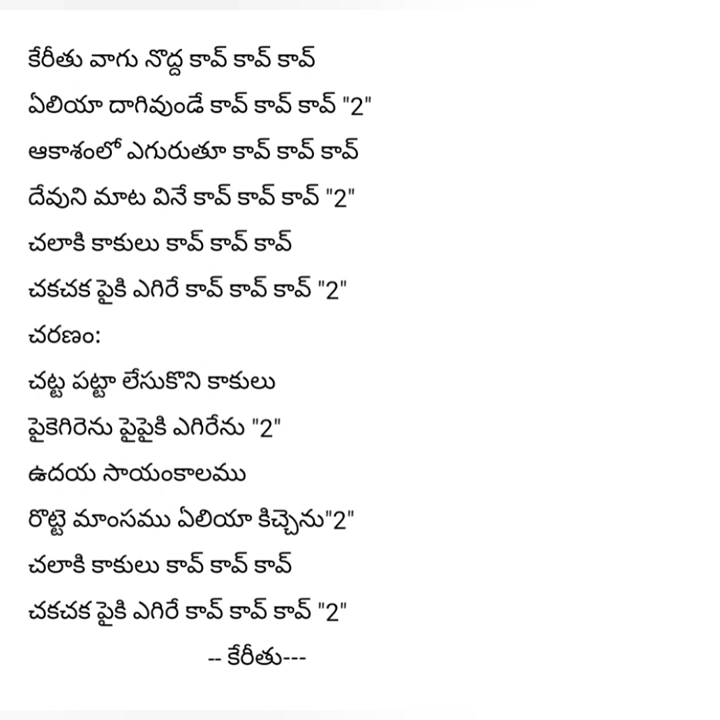 కేరీతు వాగు నొద్ద కావ్ కావ్ కావ్
ఏలియా దాగివుండే కావ్ కావ్ కావ్ "2"
ఆకాశంలో ఎగురుతూ కావ్ కావ్ కావ్
దేవుని మాట వినే కావ్ కావ్ కావ్ "2"
చలాకి కాకులు కావ్ కావ్ కావ్
చకచక పైకి ఎగిరే కావ్ కావ్ కావ్ "2"
చరణం:
చట్ట పట్టా లేసుకొని కాకులు
పైకెగిరెను పైపైకి ఎగిరేను "2"
ఉదయ సాయంకాలము
రొట్టె మాంసము ఏలియా కిచ్చెను"2"
చలాకి కాకులు కావ్ కావ్ కావ్
చకచక పైకి ఎగిరే కావ్ కావ్ కావ్ "2"
-- కేరీతు---